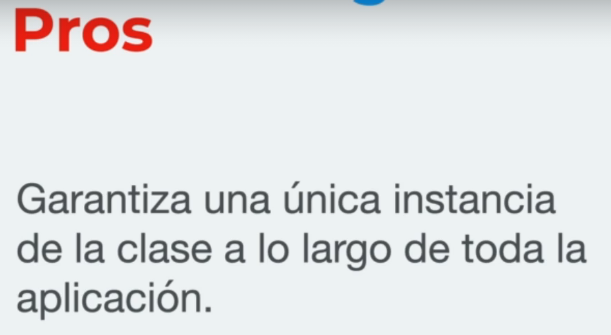 Pros
Garantiza una única instancia
de la clase a lo largo de toda la
aplicación.